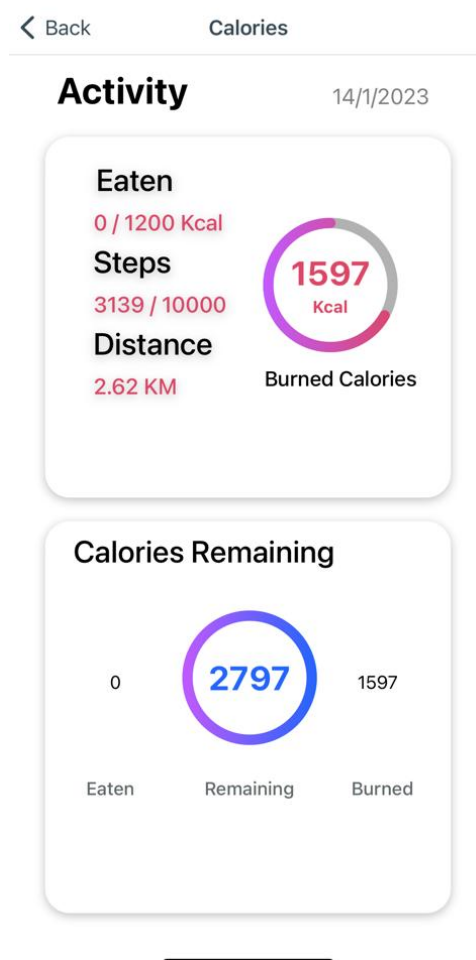 Back
Calories
Activity
14/1/2023
Eaten
0 / 1200 Kcal
Steps
3139 / 10000
Distance
2.62 KM
1597
Kcal
Burned Calories
Calories Remaining
0
2797
1597
Eaten
Remaining
Burned